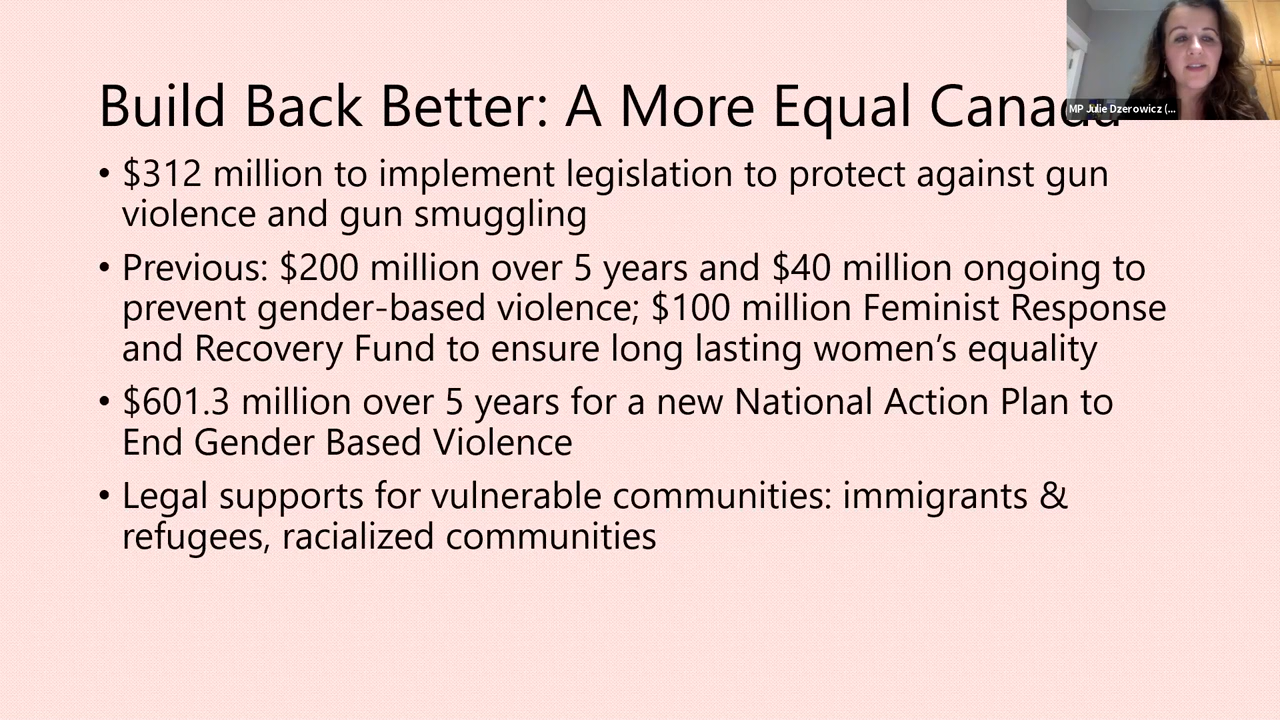 Build Back Better: A More Equal Canada
MP Julie Dzerowicz (...
• $312 million to implement legislation to protect against gun
violence and gun smuggling
• Previous: $200 million over 5 years and $40 million ongoing to
prevent gender-based violence; $100 million Feminist Response
and Recovery Fund to ensure long lasting women’s equality
• $601.3 million over 5 years for a new National Action Plan to
End Gender Based Violence
• Legal supports for vulnerable communities: immigrants &
refugees, racialized communities